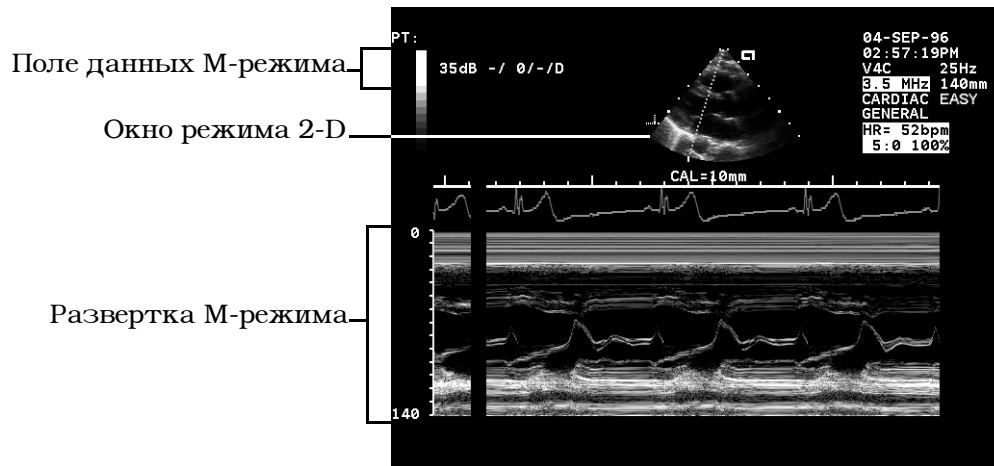 Поле данных М-режима
Окно режима 2-D
Развертка М-режима
PT:
35dB -/ 0/-/D
04-SEP-96
02:57:19PM
V4C 25Hz
3.5 MHz 140mm
CARDIAC EASY
GENERAL
HR= 52bpm
5:0 100%
CAL=10mm
0
140